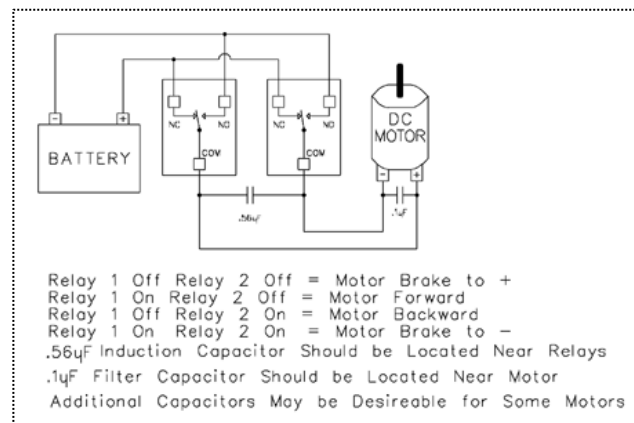 - +
BATTERY
NC NO
COM
NC NO
COM
DC
MOTOR
- +
.56uF
.1uF
Relay 1 Off Relay 2 Off = Motor Brake to +
Relay 1 On Relay 2 Off = Motor Forward
Relay 1 Off Relay 2 On = Motor Backward
Relay 1 On Relay 2 On = Motor Brake to -
.56uF Induction Capacitor Should be Located Near Relays
.1uF Filter Capacitor Should be Located Near Motor
Additional Capacitors May be Desireable for Some Motors